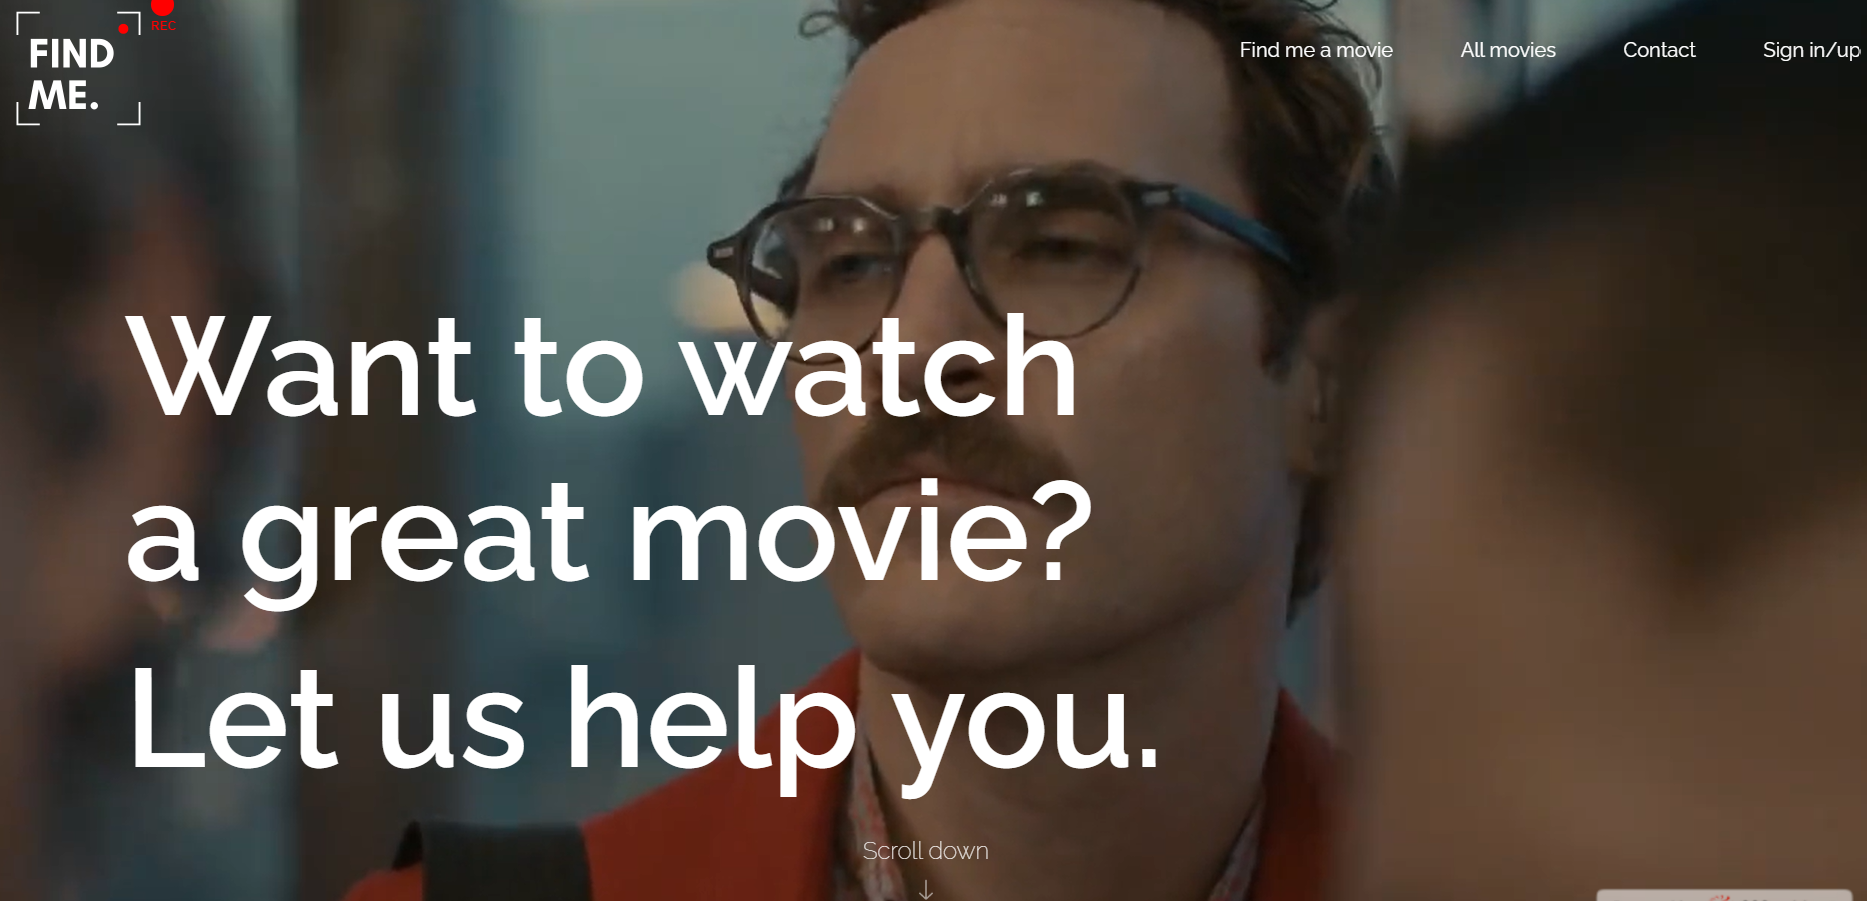 REC
FIND
ME.
Find me a movie
All movies
Contact
Sign in/up
Want to watch
a great movie?
Let us help you.
Scroll down